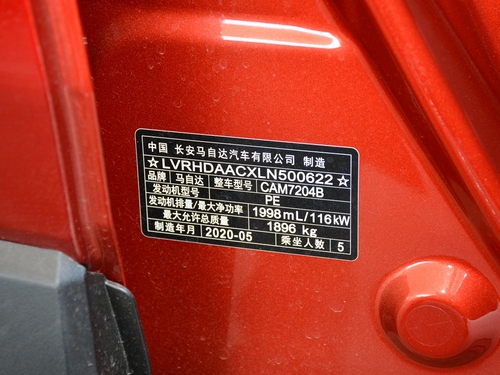 中国 长安马自达汽车有限公司 制造
☆LVRHDAACXLN500622☆
品牌 马自达 整车型号 CAM7204B
发动机型号 PE
发动机排量/最大净功率 1998mL/116kW
最大允许总质量 1896 kg
制造年月 2020-05 乘坐人数 5